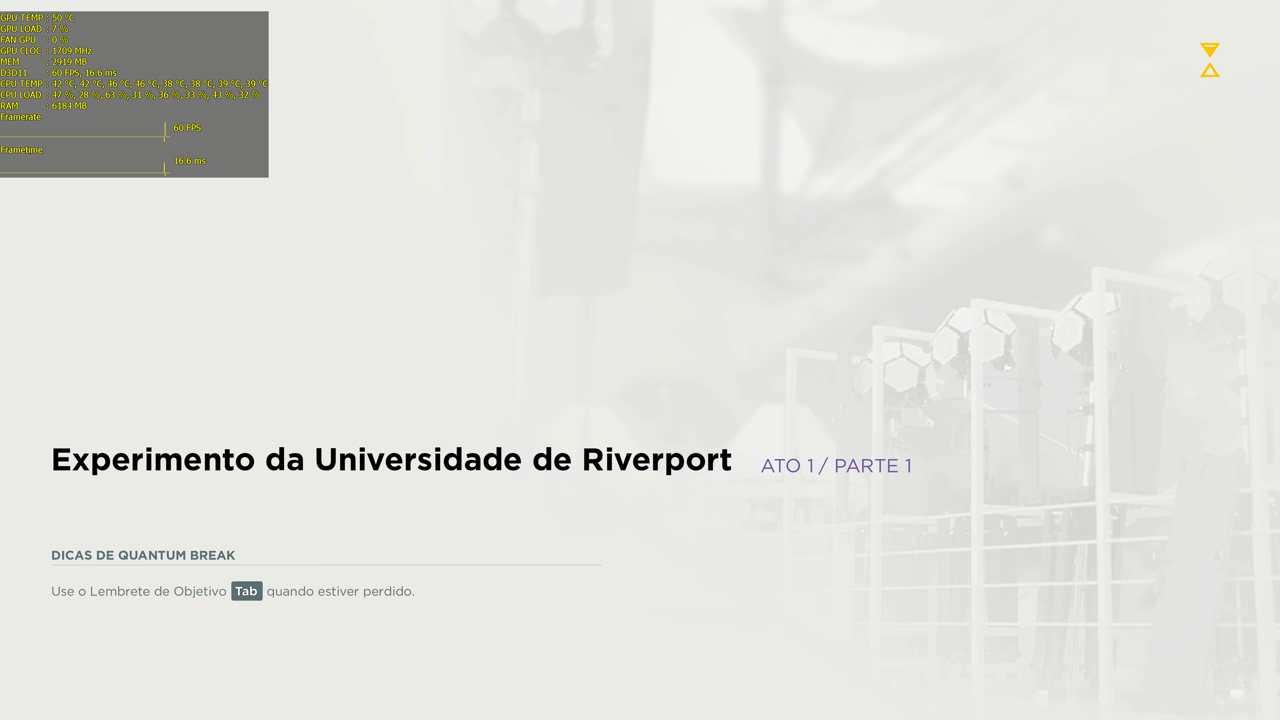 GPU TEMP : 50 °C
GPU LOAD : 7 %
FAN GPU : 0 %
GPU CLOC : 1709 MHz
MEM : 2919 MB
D3D11 : 60 FPS, 16.6 ms
CPU TEMP : 42 °C, 42 °C, 46 °C, 46 °C, 38 °C, 38 °C, 39 °C, 39 °C
CPU LOAD : 47 %, 28 %, 63 %, 31 %, 36 %, 33 %, 43 %, 32 %
RAM : 6184 MB
Framerate
60 FPS
Frametime
16.6 ms
Experimento da Universidade de Riverport ATO 1 / PARTE 1
DICAS DE QUANTUM BREAK
Use o Lembrete de Objetivo Tab quando estiver perdido.